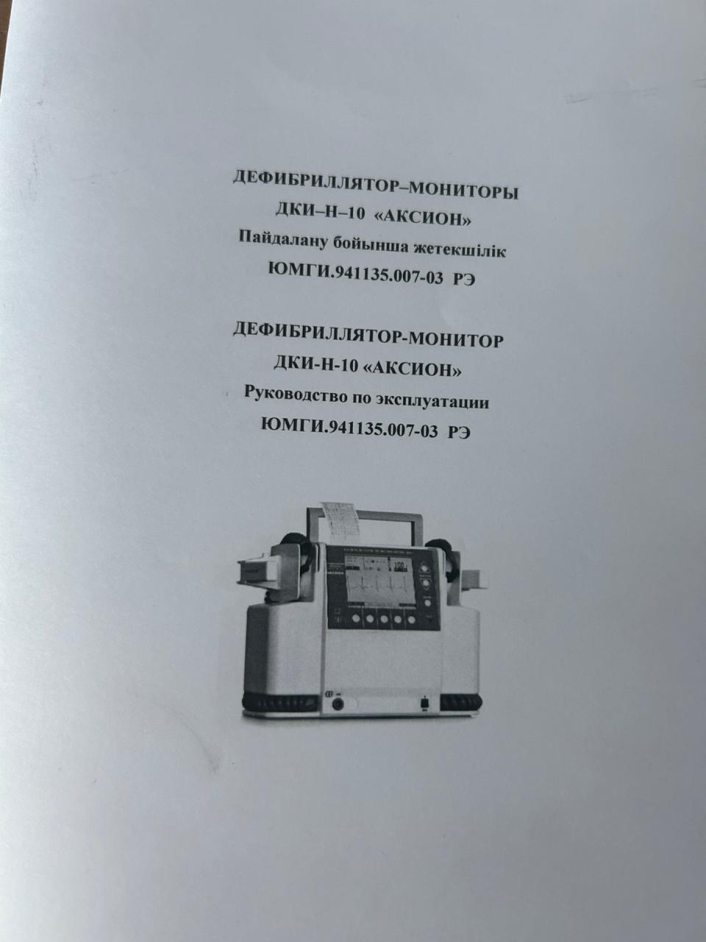 ДЕФИБРИЛЛЯТОР–МОНИТОРЫ
ДКИ–Н–10 «АКСИОН»
Пайдалану бойынша жетекшілік
ЮМГИ.941135.007-03 РЭ
ДЕФИБРИЛЛЯТОР-МОНИТОР
ДКИ-Н-10 «АКСИОН»
Руководство по эксплуатации
ЮМГИ.941135.007-03 РЭ